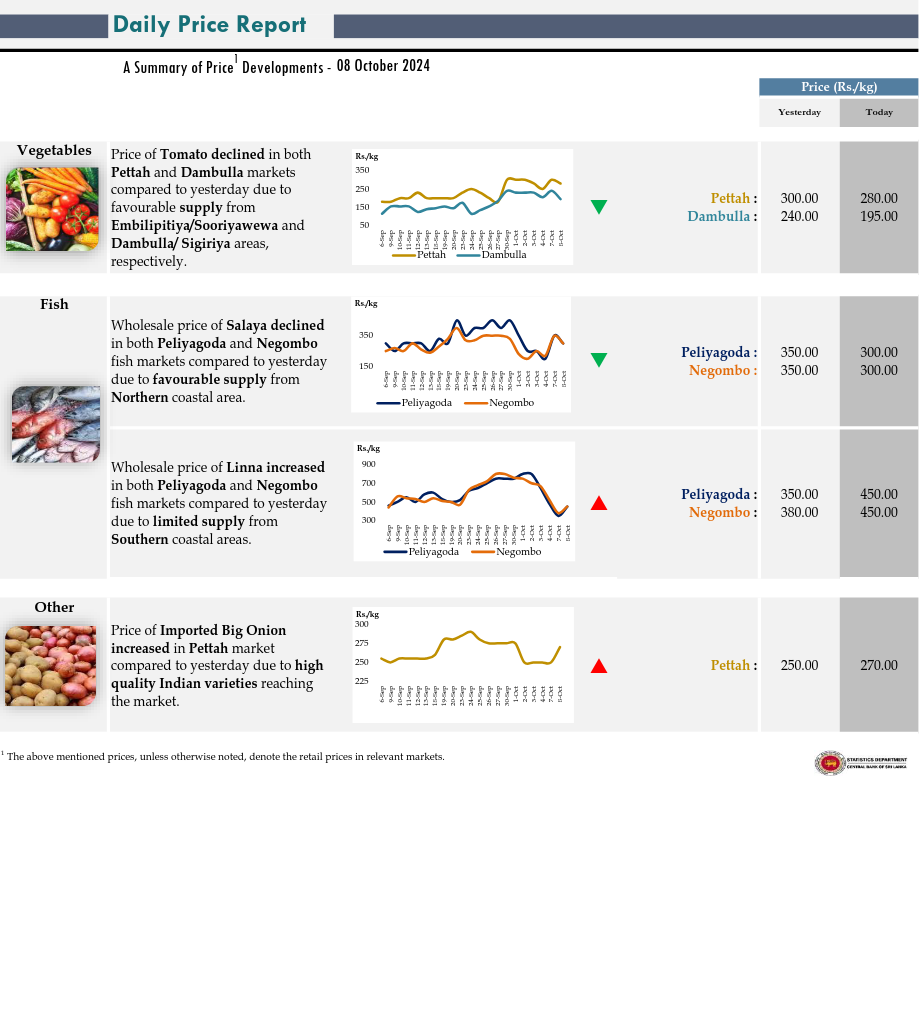 Daily Price Report
A Summary of Price1 Developments - 08 October 2024
Price (Rs./kg)
Yesterday
Today
Vegetables
Price of Tomato declined in both
Pettah and Dambulla markets
compared to yesterday due to
favourable supply from
Embilipitiya/Sooriyawewa and
Dambulla/ Sigiriya areas,
respectively.
Rs./kg
350
250
150
50
6-Sep
9-Sep
10-Sep
11-Sep
12-Sep
13-Sep
18-Sep
19-Sep
20-Sep
23-Sep
24-Sep
25-Sep
26-Sep
27-Sep
30-Sep
1-Oct
2-Oct
3-Oct
4-Oct
7-Oct
8-Oct
Pettah
Dambulla
Pettah : 300.00 280.00
Dambulla : 240.00 195.00
Fish
Wholesale price of Salaya declined
in both Peliyagoda and Negombo
fish markets compared to yesterday
due to favourable supply from
Northern coastal area.
Rs./kg
350
150
6-Sep
9-Sep
10-Sep
11-Sep
12-Sep
13-Sep
18-Sep
19-Sep
20-Sep
23-Sep
24-Sep
25-Sep
26-Sep
27-Sep
30-Sep
1-Oct
2-Oct
3-Oct
4-Oct
7-Oct
8-Oct
Peliyagoda
Negombo
Peliyagoda : 350.00 300.00
Negombo : 350.00 300.00
Wholesale price of Linna increased
in both Peliyagoda and Negombo
fish markets compared to yesterday
due to limited supply from
Southern coastal areas.
Rs./kg
900
700
500
300
6-Sep
9-Sep
10-Sep
11-Sep
12-Sep
13-Sep
18-Sep
19-Sep
20-Sep
23-Sep
24-Sep
25-Sep
26-Sep
27-Sep
30-Sep
1-Oct
2-Oct
3-Oct
4-Oct
7-Oct
8-Oct
Peliyagoda
Negombo
Peliyagoda : 350.00 450.00
Negombo : 380.00 450.00
Other
Price of Imported Big Onion
increased in Pettah market
compared to yesterday due to high
quality Indian varieties reaching
the market.
Rs./kg
300
275
250
225
6-Sep
9-Sep
10-Sep
11-Sep
12-Sep
13-Sep
18-Sep
19-Sep
20-Sep
23-Sep
24-Sep
25-Sep
26-Sep
27-Sep
30-Sep
1-Oct
2-Oct
3-Oct
4-Oct
7-Oct
8-Oct
Pettah : 250.00 270.00
1 The above mentioned prices, unless otherwise noted, denote the retail prices in relevant markets.
STATISTICS DEPARTMENT
CENTRAL BANK OF SRI LANKA